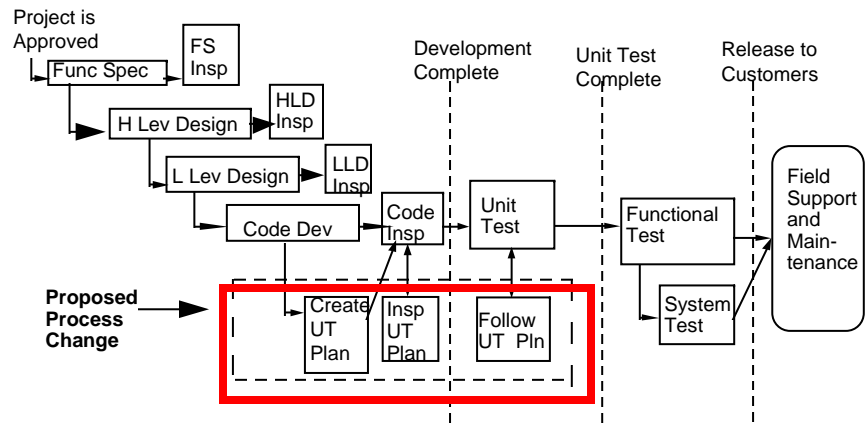 Project is
Approved
Func Spec
FS
Insp
H Lev Design
HLD
Insp
L Lev Design
LLD
Insp
Code Dev
Code
Insp
Development
Complete
Unit
Test
Unit Test
Complete
Functional
Test
System
Test
Release to
Customers
Field
Support
and
Main-
tenance
Proposed
Process
Change
Create
UT
Plan
Insp
UT
Plan
Follow
UT Pln